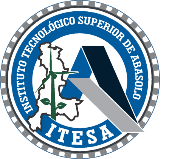 INSTITUTO TECNOLÓGICO SUPERIOR DE ABASOLO
ITESA